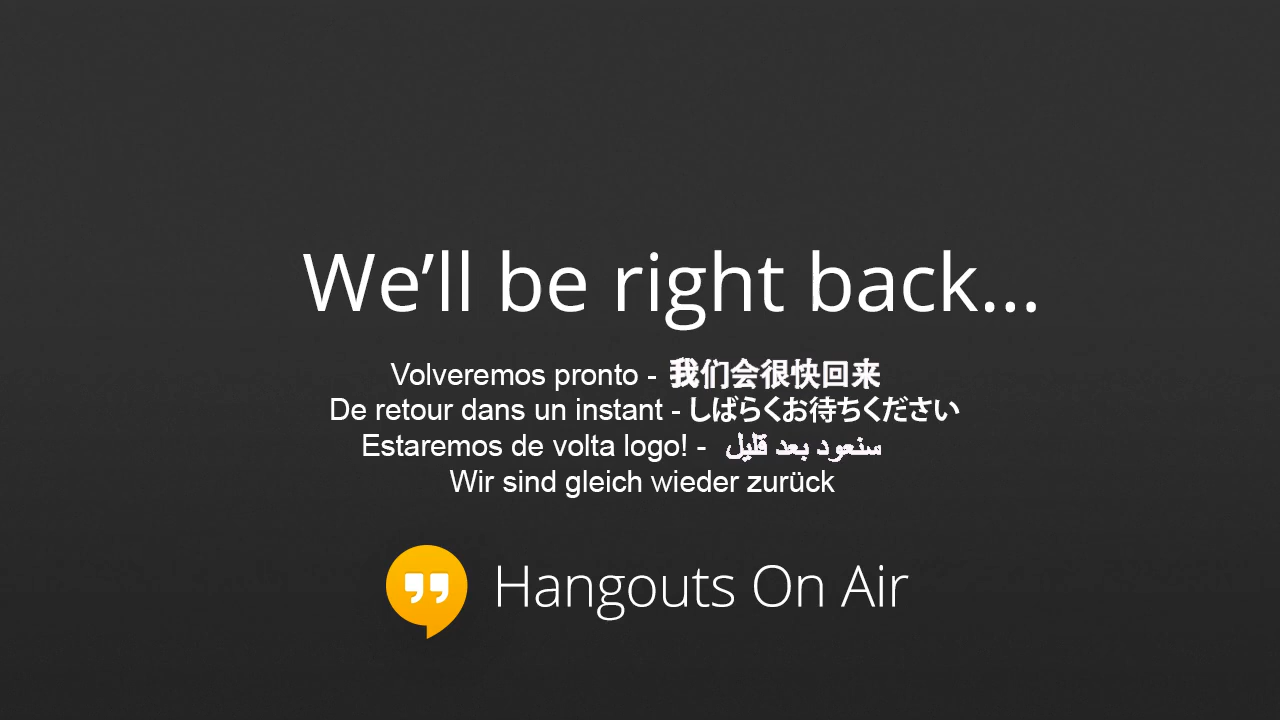 We’ll be right back...
Volveremos pronto - 我们会很快回来
De retour dans un instant - しばらくお待ちください
Estaremos de volta logo! - سنعود بعد قليل
Wir sind gleich wieder zurück
Hangouts On Air